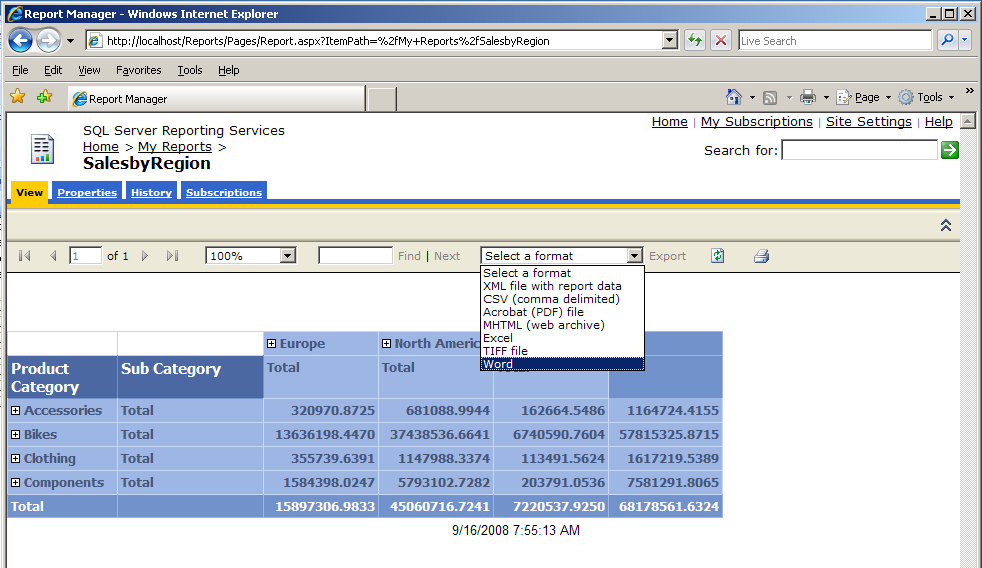 Report Manager - Windows Internet Explorer
http://localhost/Reports/Pages/Report.aspx?ItemPath=%2fMy+Reports%2fSalesbyRegion
Live Search
File Edit View Favorites Tools Help
Report Manager
Page Tools
SQL Server Reporting Services
Home | My Subscriptions | Site Settings | Help
Home > My Reports >
SalesbyRegion
Search for:
View Properties History Subscriptions
1 of 1 100% Find | Next Select a format Export
Select a format
XML file with report data
CSV (comma delimited)
Acrobat (PDF) file
MHTML (web archive)
Excel
TIFF file
Word
Europe North Americ
Product Category Sub Category Total Total
Accessories Total 320970.8725 681088.9944 162664.5486 1164724.4155
Bikes Total 13636198.4470 37438536.6641 6740590.7604 57815325.8715
Clothing Total 355739.6391 1147988.3374 113491.5624 1617219.5389
Components Total 1584398.0247 5793102.7282 203791.0536 7581291.8065
Total 15897306.9833 45060716.7241 7220537.9250 68178561.6324
9/16/2008 7:55:13 AM